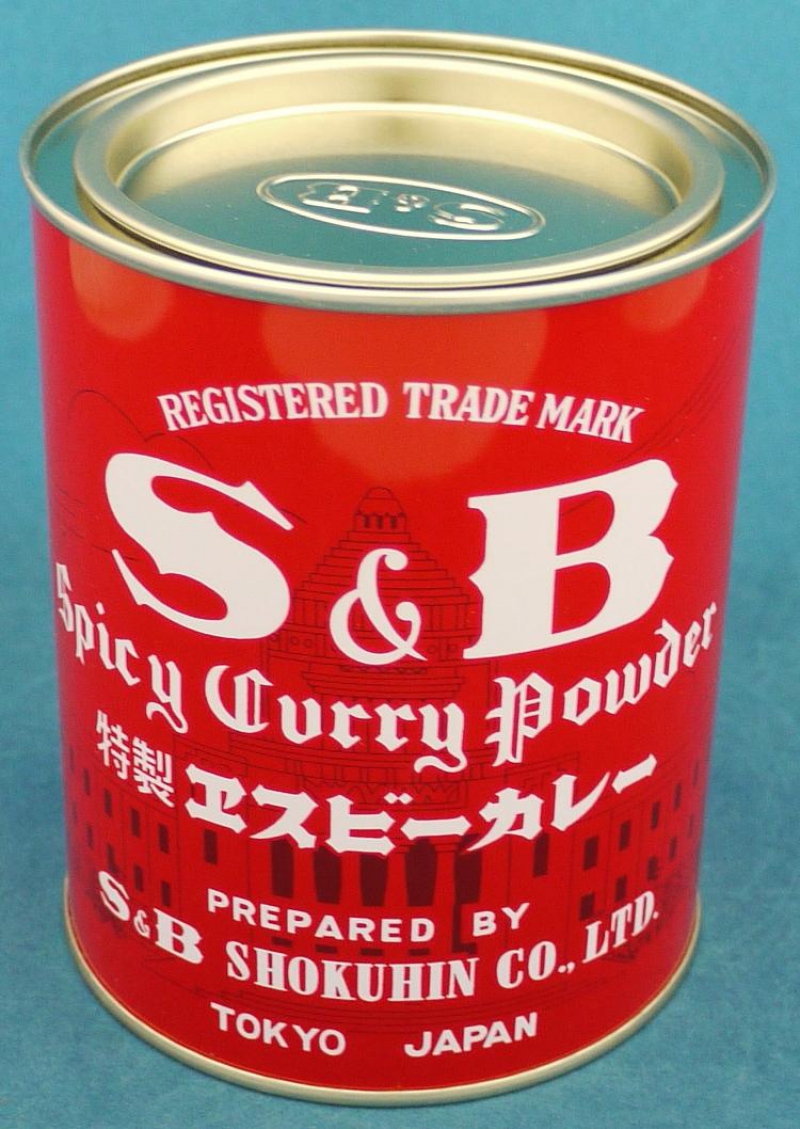 S&B
REGISTERED TRADE MARK
S & B
Spicy Curry Powder
特製 ヱスビーカレー
PREPARED BY
S&B SHOKUHIN CO., LTD.
TOKYO JAPAN